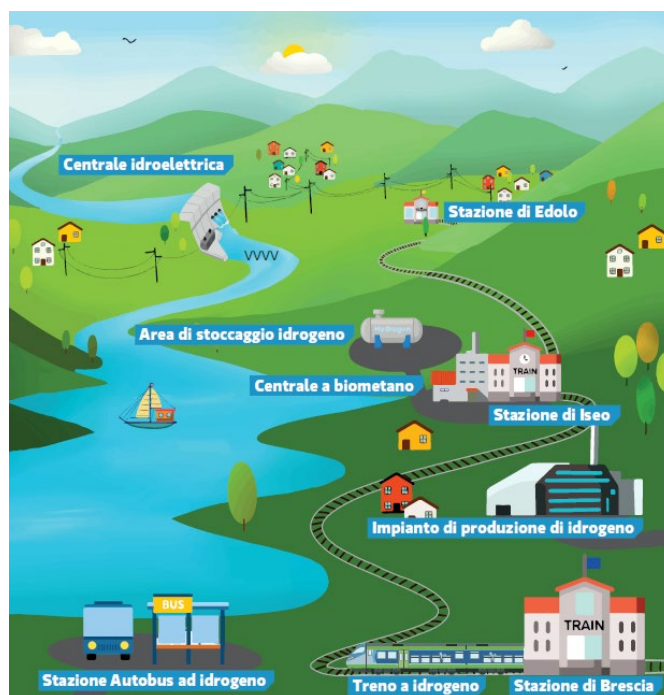 Centrale idroelettrica
Stazione di Edolo
Hydrogen
Area di stoccaggio idrogeno
Centrale a biometano
TRAIN
Stazione di Iseo
Impianto di produzione di idrogeno
BUS
TRAIN
Stazione Autobus ad idrogeno
Treno a idrogeno
Stazione di Brescia